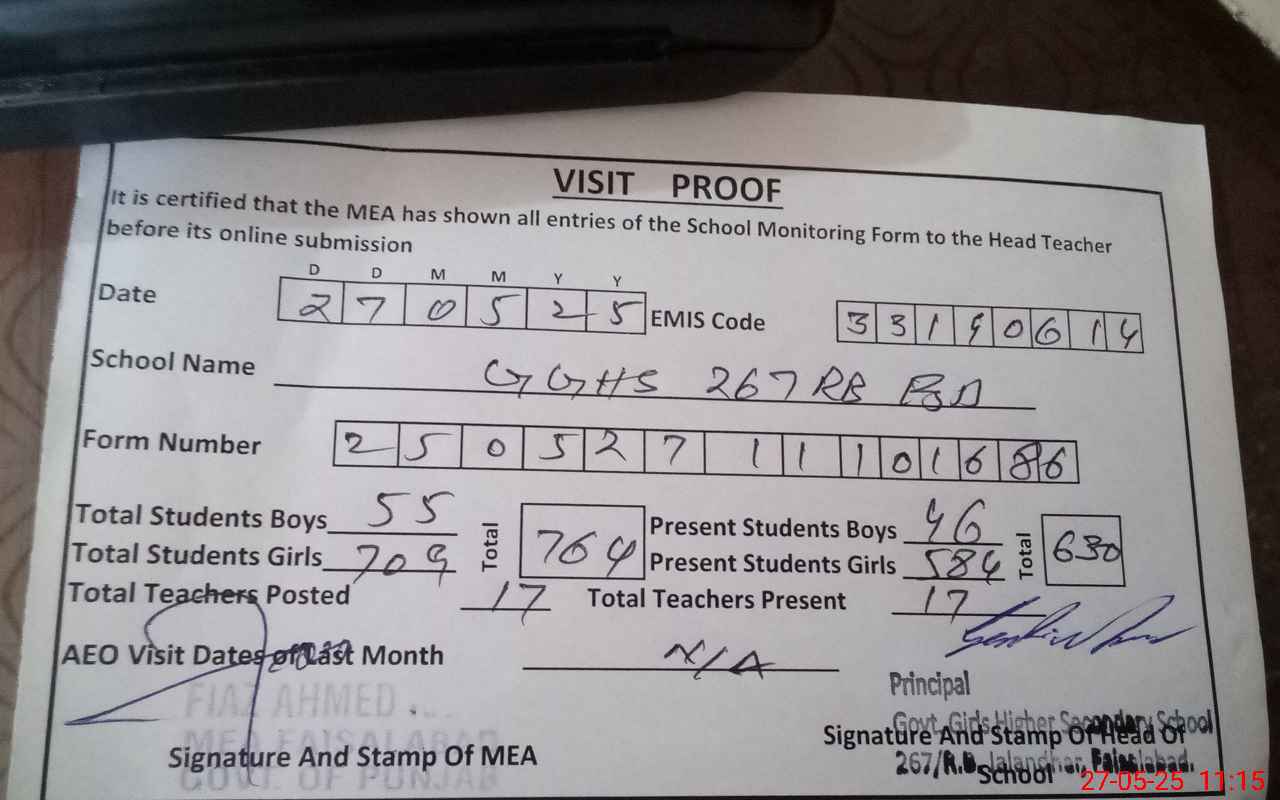 VISIT PROOF
It is certified that the MEA has shown all entries of the School Monitoring Form to the Head Teacher
before its online submission
D D M M Y Y
Date 2 7 0 5 2 5 EMIS Code 3 3 1 9 0 6 1 4
School Name GGHS 267 RB FSD
Form Number 2 5 0 5 2 7 1 1 1 0 1 6 8 6
Total Students Boys 55 Total 764 Present Students Boys 46 Total 630
Total Students Girls 709 Present Students Girls 584
Total Teachers Posted 17 Total Teachers Present 17
AEO Visit Dates of Last Month N/A
FIAZ AHMED
MEA FAISALABAD
GOVT. OF PUNJAB
Signature And Stamp Of MEA
Principal
Govt. Girls Higher Secondary School
267/R.B. Jalandhar, Faisalabad.
Signature And Stamp Of Head Of
School
27-05-25 11:15